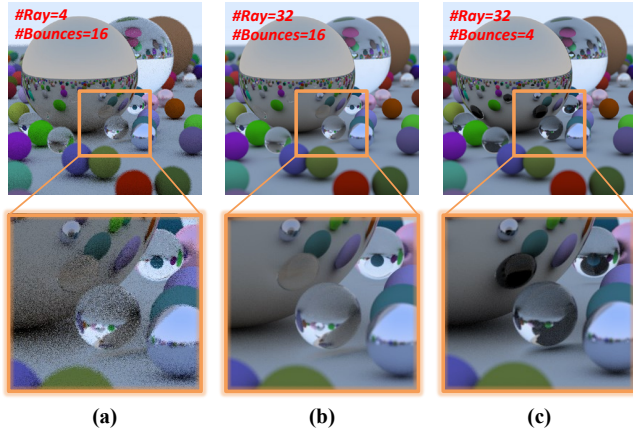 #Ray=4
#Bounces=16
#Ray=32
#Bounces=16
#Ray=32
#Bounces=4
(a)
(b)
(c)